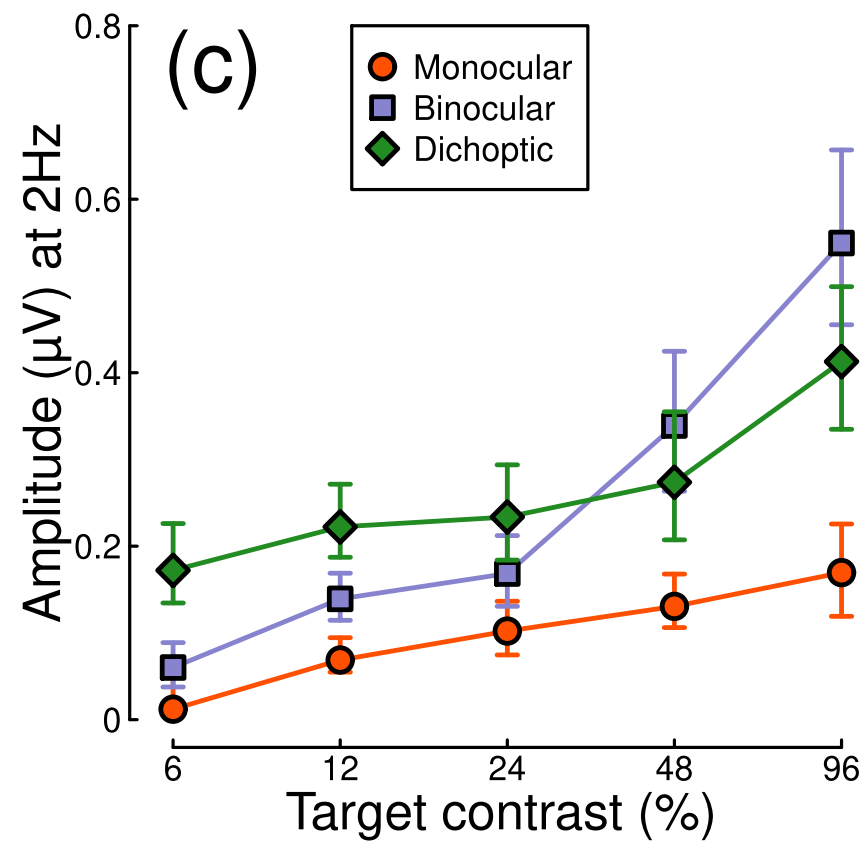 (c)
Monocular
Binocular
Dichoptic
Amplitude (µV) at 2Hz
0.8
0.6
0.4
0.2
0
6 12 24 48 96
Target contrast (%)